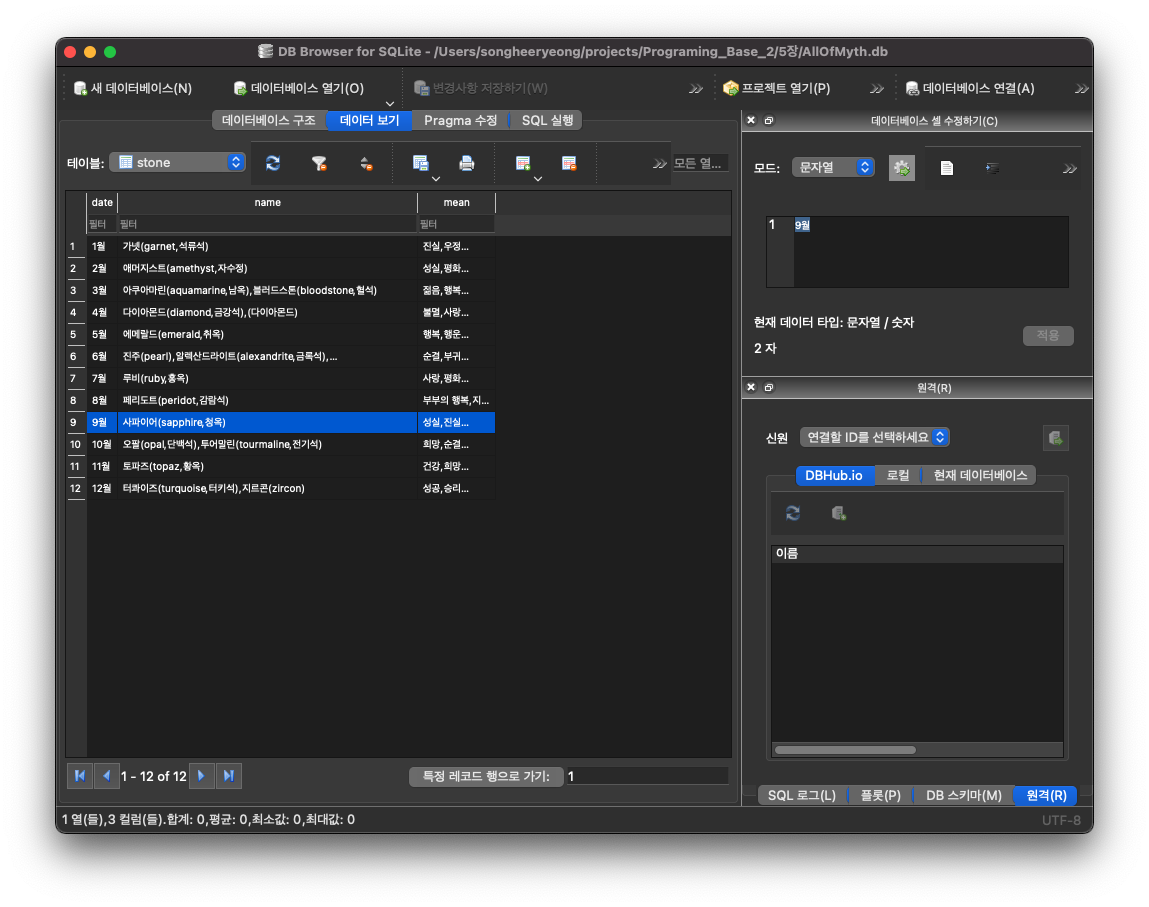 DB Browser for SQLite - /Users/songheeryeong/projects/Programing_Base_2/5장/AllOfMyth.db
새 데이터베이스(N) 데이터베이스 열기(O) 변경사항 저장하기(W) 프로젝트 열기(P) 데이터베이스 연결(A)
데이터베이스 구조 데이터 보기 Pragma 수정 SQL 실행
테이블: stone 모든 열...
date name mean
필터 필터 필터
1 1월 가넷(garnet,석류석) 진실,우정...
2 2월 애머지스트(amethyst,자수정) 성실,평화...
3 3월 아쿠아마린(aquamarine,남옥),블러드스톤(bloodstone,혈석) 젊음,행복...
4 4월 다이아몬드(diamond,금강석),(다이아몬드) 불멸,사랑...
5 5월 에메랄드(emerald,취옥) 행복,행운...
6 6월 진주(pearl),알렉산드라이트(alexandrite,금록석),... 순결,부귀...
7 7월 루비(ruby,홍옥) 사랑,평화...
8 8월 페리도트(peridot,감람석) 부부의 행복,지...
9 9월 사파이어(sapphire,청옥) 성실,진실...
10 10월 오팔(opal,단백석),투어멀린(tourmaline,전기석) 희망,순결...
11 11월 토파즈(topaz,황옥) 건강,희망...
12 12월 터콰이즈(turquoise,터키석),지르콘(zircon) 성공,승리...
1 - 12 of 12 특정 레코드 행으로 가기: 1
1 열(들),3 컬럼(들).합계: 0,평균: 0,최소값: 0,최대값: 0
데이터베이스 셀 수정하기(C)
모드: 문자열
1 9월
현재 데이터 타입: 문자열 / 숫자
2 자
적용
원격(R)
신원 연결할 ID를 선택하세요
DBHub.io 로컬 현재 데이터베이스
이름
SQL 로그(L) 플롯(P) DB 스키마(M) 원격(R)
UTF-8